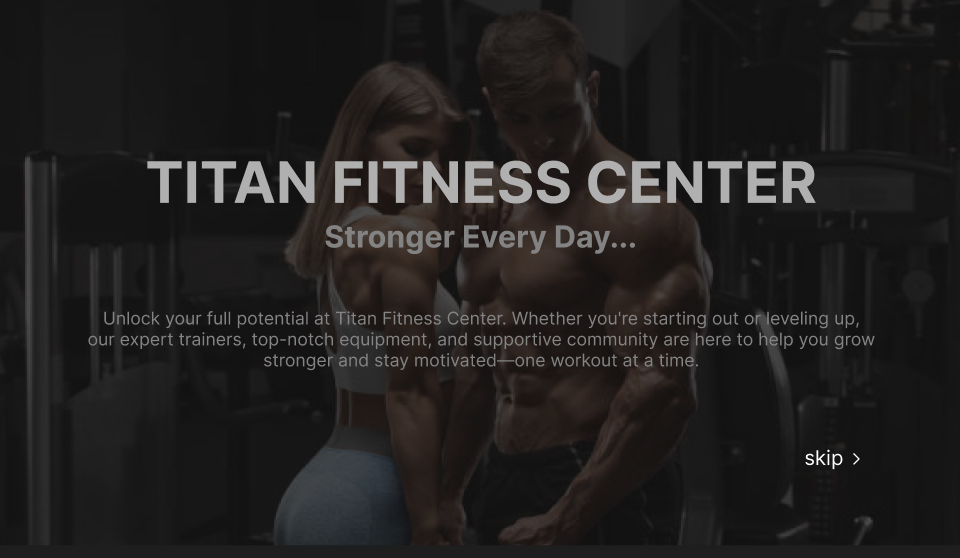 TITAN FITNESS CENTER
Stronger Every Day...
Unlock your full potential at Titan Fitness Center. Whether you're starting out or leveling up,
our expert trainers, top-notch equipment, and supportive community are here to help you grow
stronger and stay motivated—one workout at a time.
skip >